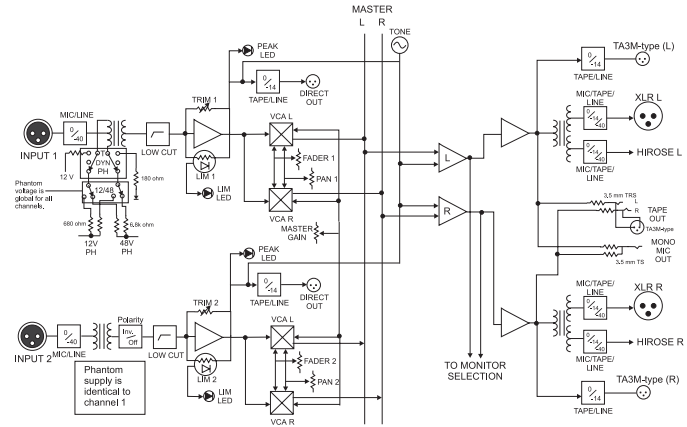 MASTER
L R
TONE
PEAK
LED
0/-14
TAPE/LINE
DIRECT
OUT
TRIM 1
VCA L
MIC/LINE
0/-40
INPUT 1
LOW CUT
LIM 1
LIM
LED
FADER 1
PAN 1
VCA R
MASTER
GAIN
12 V
T
DYN
PH
180 ohm
12/48
Phantom
voltage is
global for all
channels.
680 ohm
6,8k ohm
12V
PH
48V
PH
PEAK
LED
0/-14
TAPE/LINE
DIRECT
OUT
TRIM 2
VCA L
INPUT 2
0/-40
MIC/LINE
Polarity
Inv.
Off
LOW CUT
LIM 2
LIM
LED
FADER 2
PAN 2
VCA R
Phantom
supply is
identical to
channel 1
L
R
TO MONITOR
SELECTION
0/-14
TAPE/LINE
TA3M-type (L)
MIC/TAPE/
LINE
0/-14/-40
XLR L
0/-14/-40
HIROSE L
MIC/TAPE/
LINE
3,5 mm TRS
L
R
TAPE
OUT
TA3M-type
MONO
MIC
OUT
3,5 mm TS
MIC/TAPE/
LINE
0/-14/-40
XLR R
0/-14/-40
HIROSE R
MIC/TAPE/
LINE
0/-14
TAPE/LINE
TA3M-type (R)